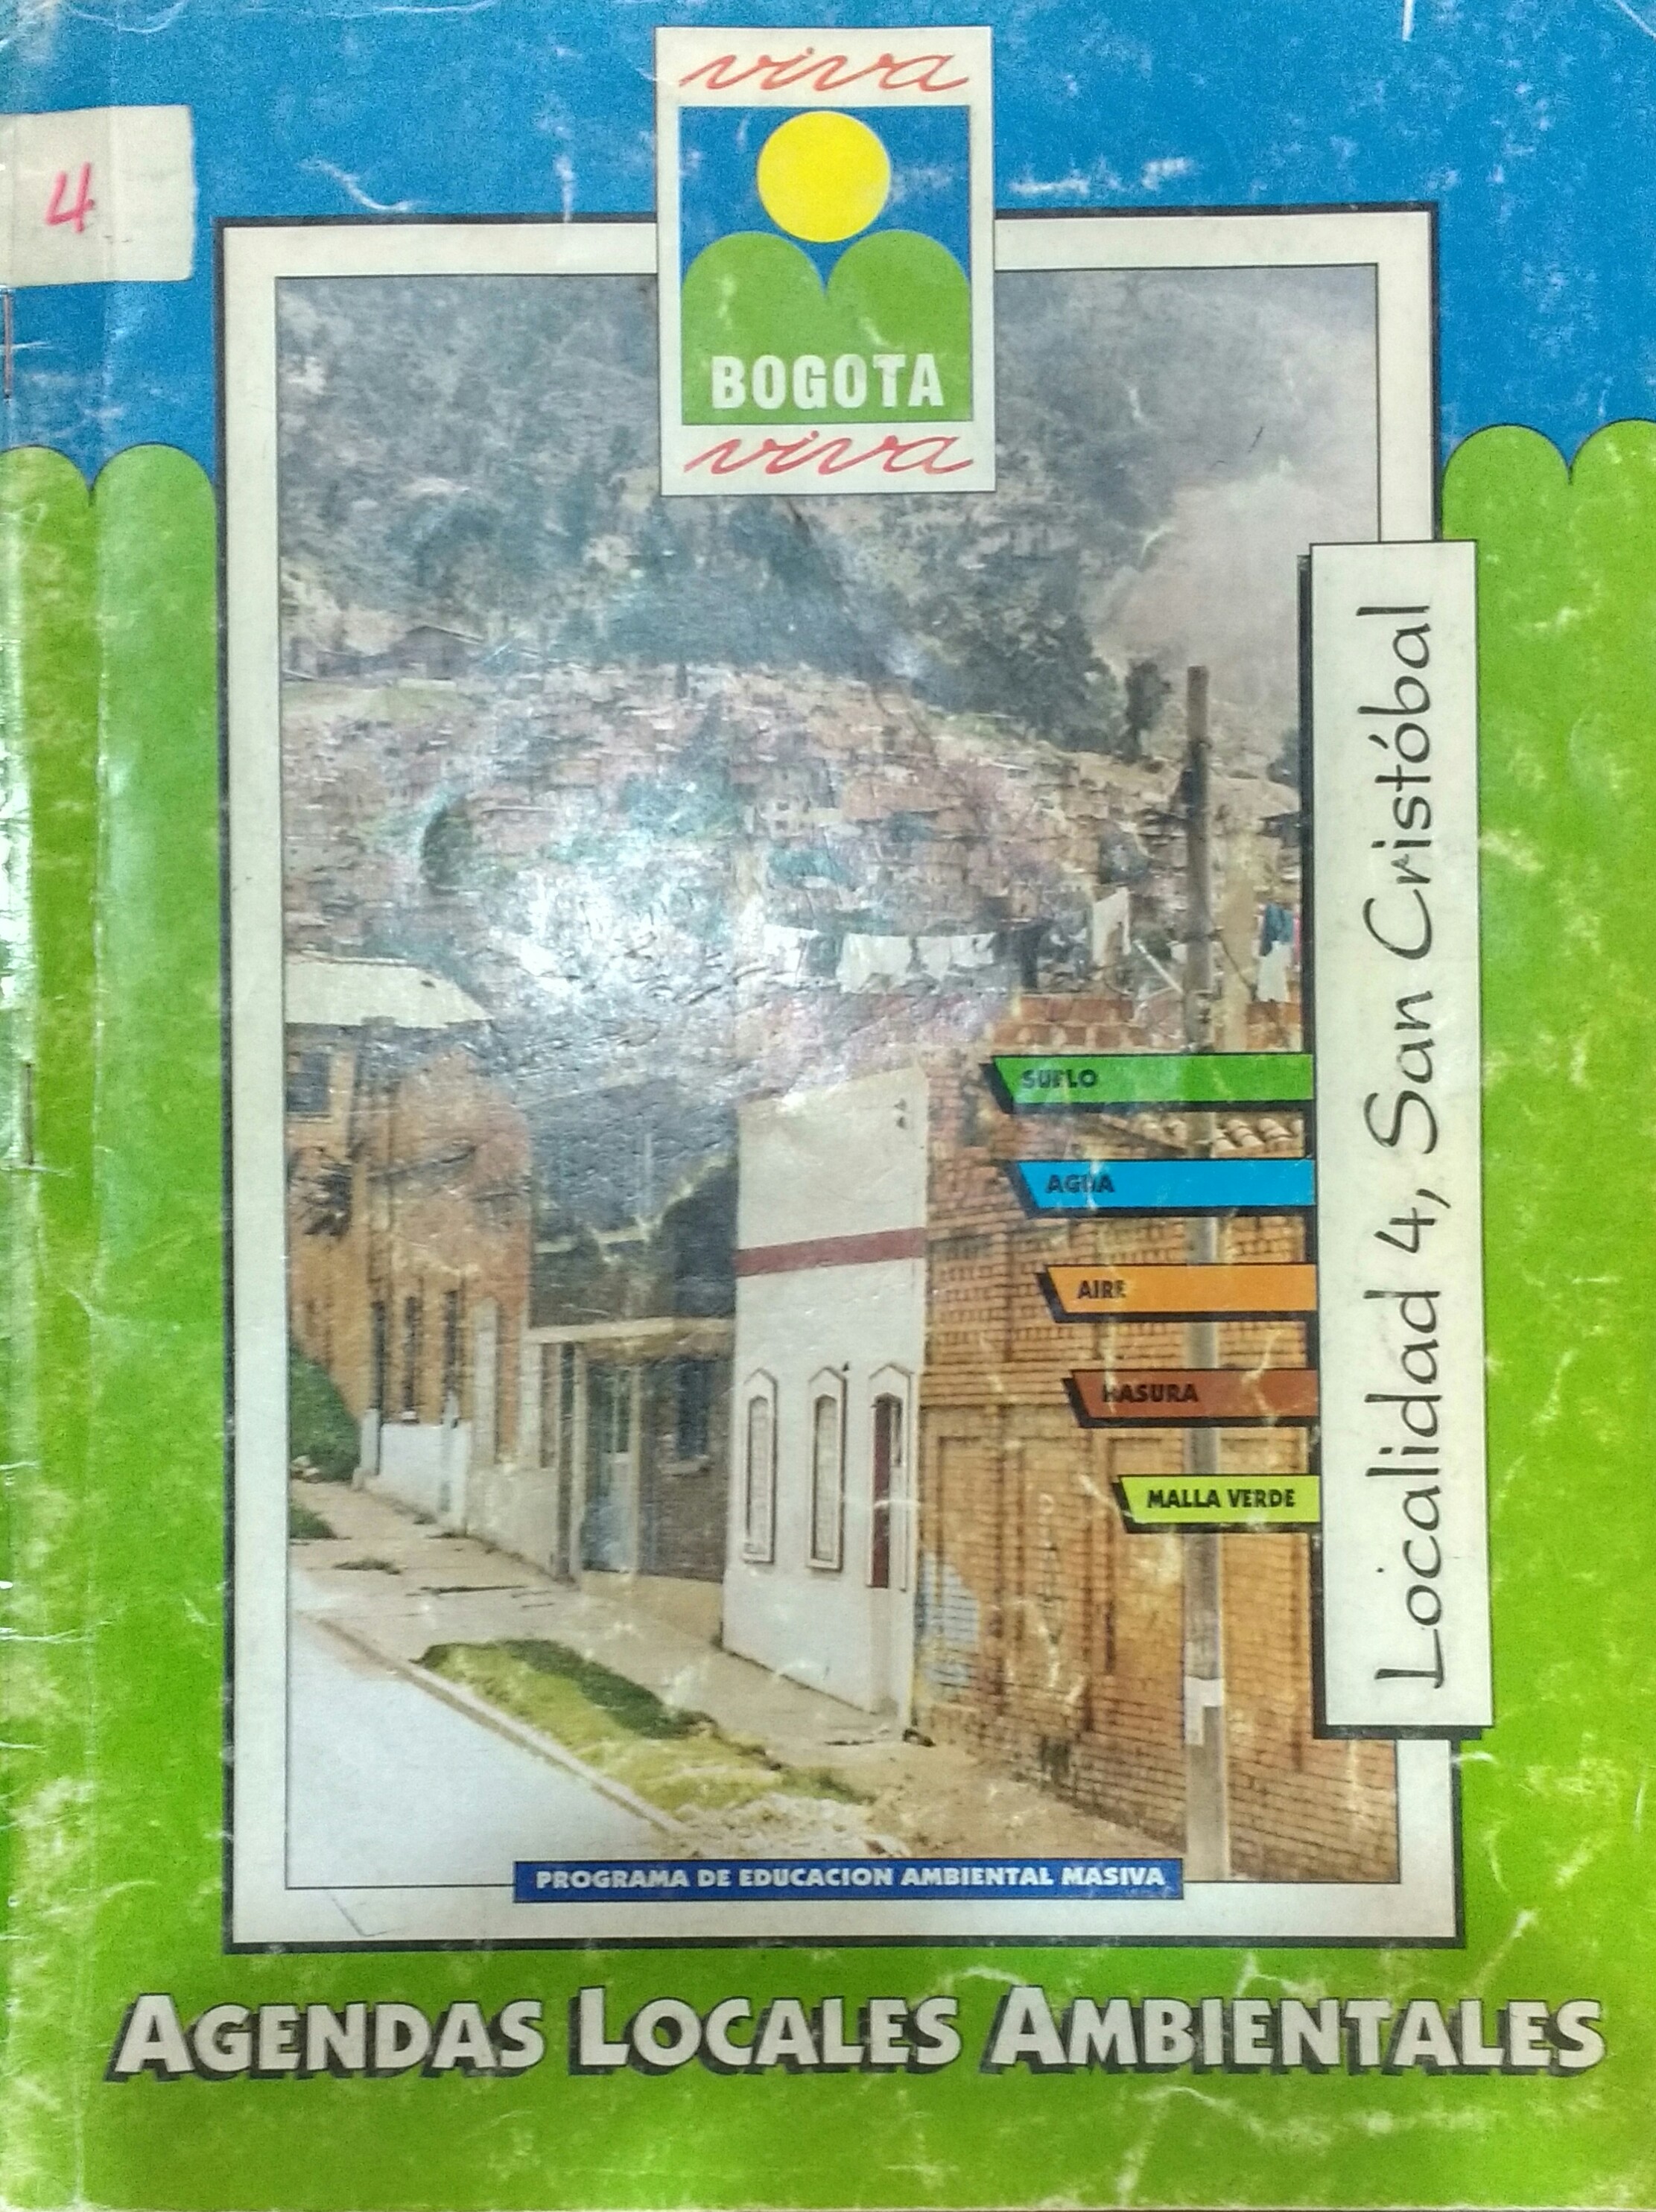 viva
4
BOGOTA
viva
Localidad 4, San Cristóbal
SUELO
AGUA
AIRE
BASURA
MALLA VERDE
PROGRAMA DE EDUCACION AMBIENTAL MASIVA
AGENDAS LOCALES AMBIENTALES